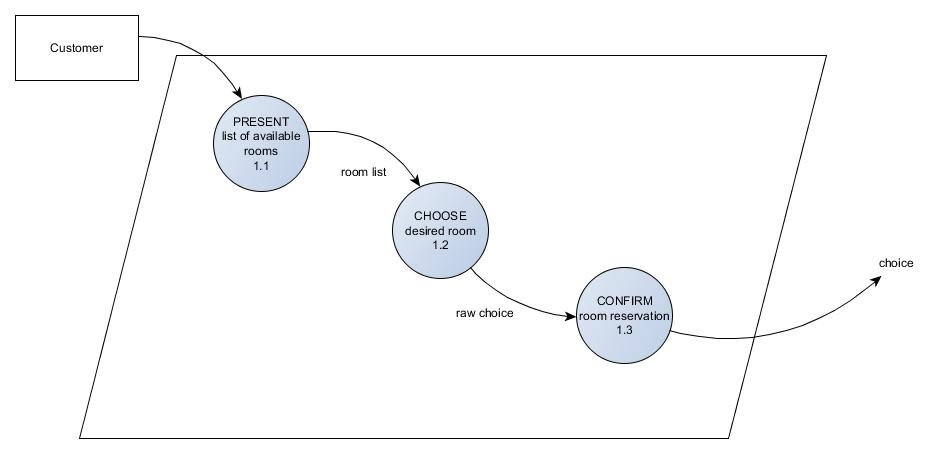 Customer
PRESENT
list of available
rooms
1.1
room list
CHOOSE
desired room
1.2
raw choice
CONFIRM
room reservation
1.3
choice